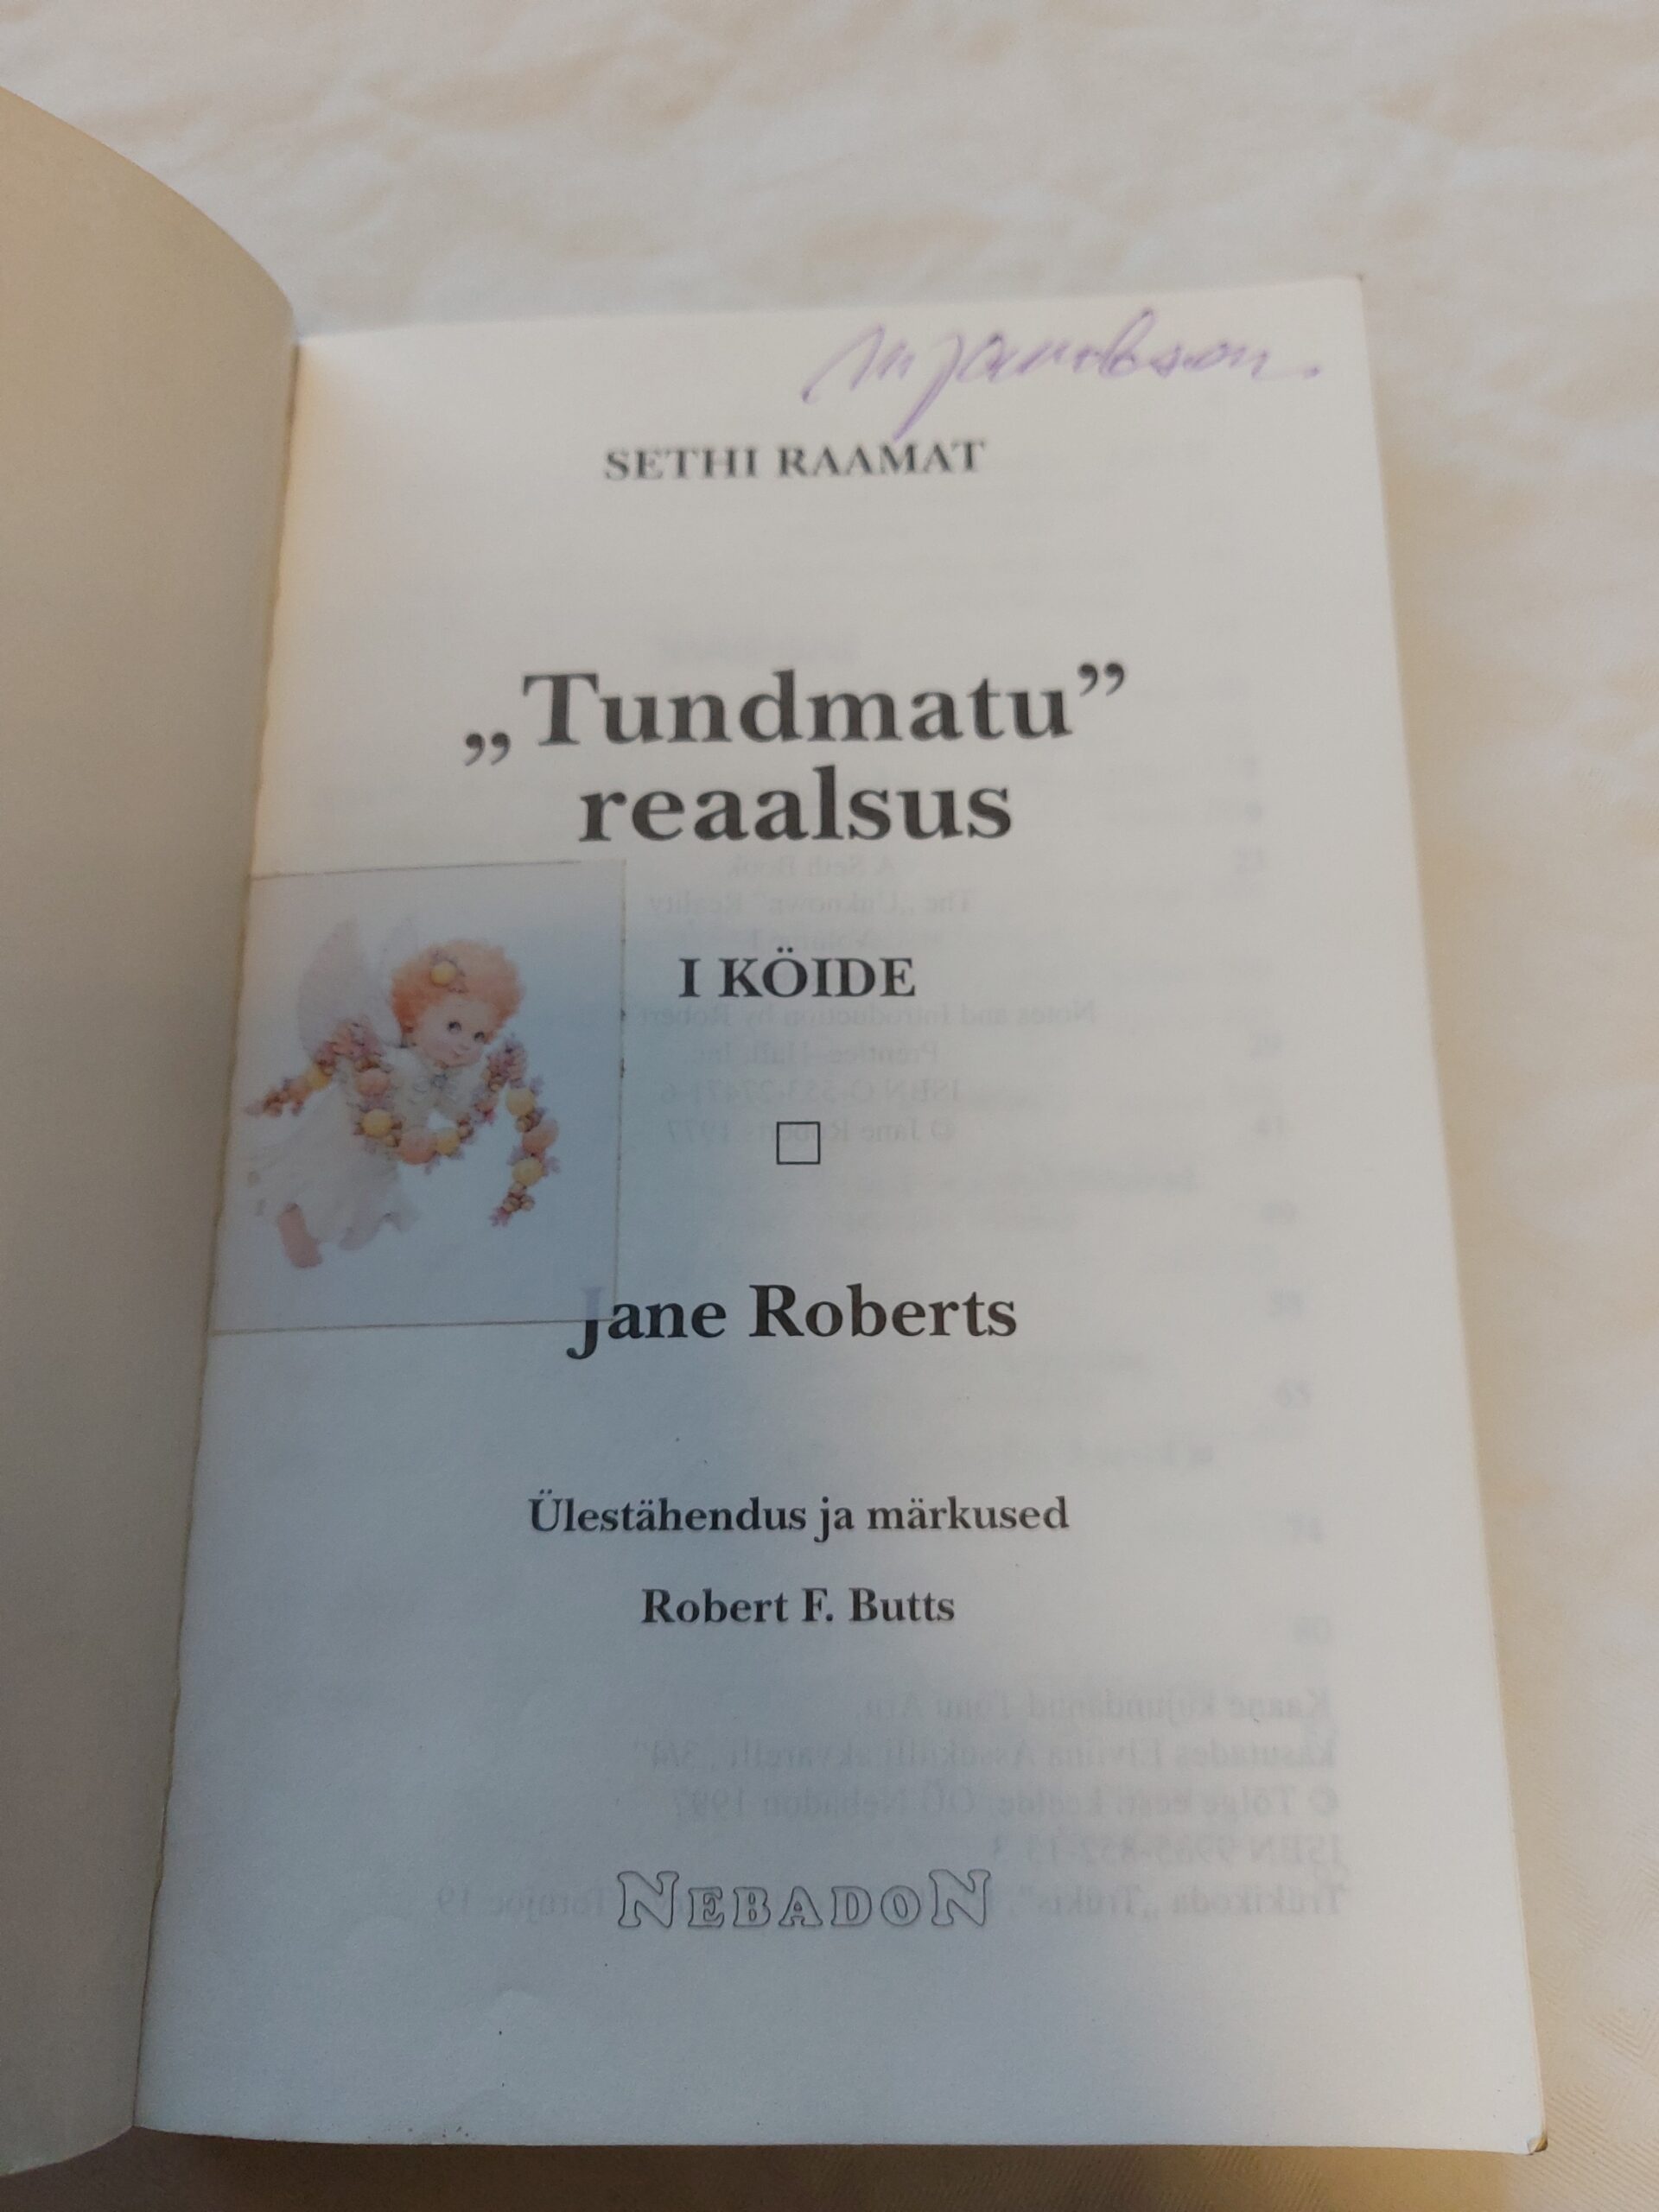 SETHI RAAMAT
„Tundmatu”
reaalsus
I KÖIDE
Jane Roberts
Ülestähendus ja märkused
Robert F. Butts
NEBADON